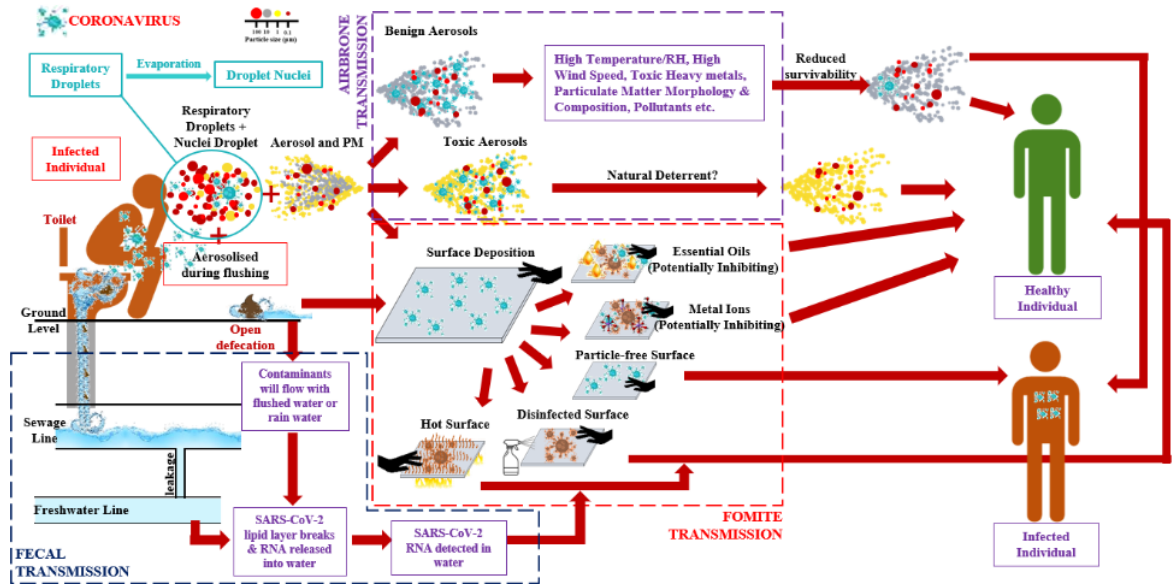 CORONAVIRUS
100 10 1 0.1
Particle size (µm)
Respiratory
Droplets
Evaporation
Droplet Nuclei
Respiratory
Droplets +
Nuclei Droplet
Infected
Individual
Aerosol and PM
Toilet
Aerosolised
during flushing
Ground
Level
Open
defecation
AIRBRONE
TRANSMISSION
Benign Aerosols
High Temperature/RH, High
Wind Speed, Toxic Heavy metals,
Particulate Matter Morphology &
Composition, Pollutants etc.
Reduced
survivability
Toxic Aerosols
Natural Deterrent?
Surface Deposition
Essential Oils
(Potentially Inhibiting)
Metal Ions
(Potentially Inhibiting)
Particle-free Surface
Disinfected Surface
Hot Surface
FOMITE
TRANSMISSION
Healthy
Individual
Infected
Individual
Contaminants
will flow with
flushed water or
rain water
Sewage
Line
leakage
Freshwater Line
SARS-CoV-2
lipid layer breaks
& RNA released
into water
SARS-CoV-2
RNA detected in
water
FECAL
TRANSMISSION